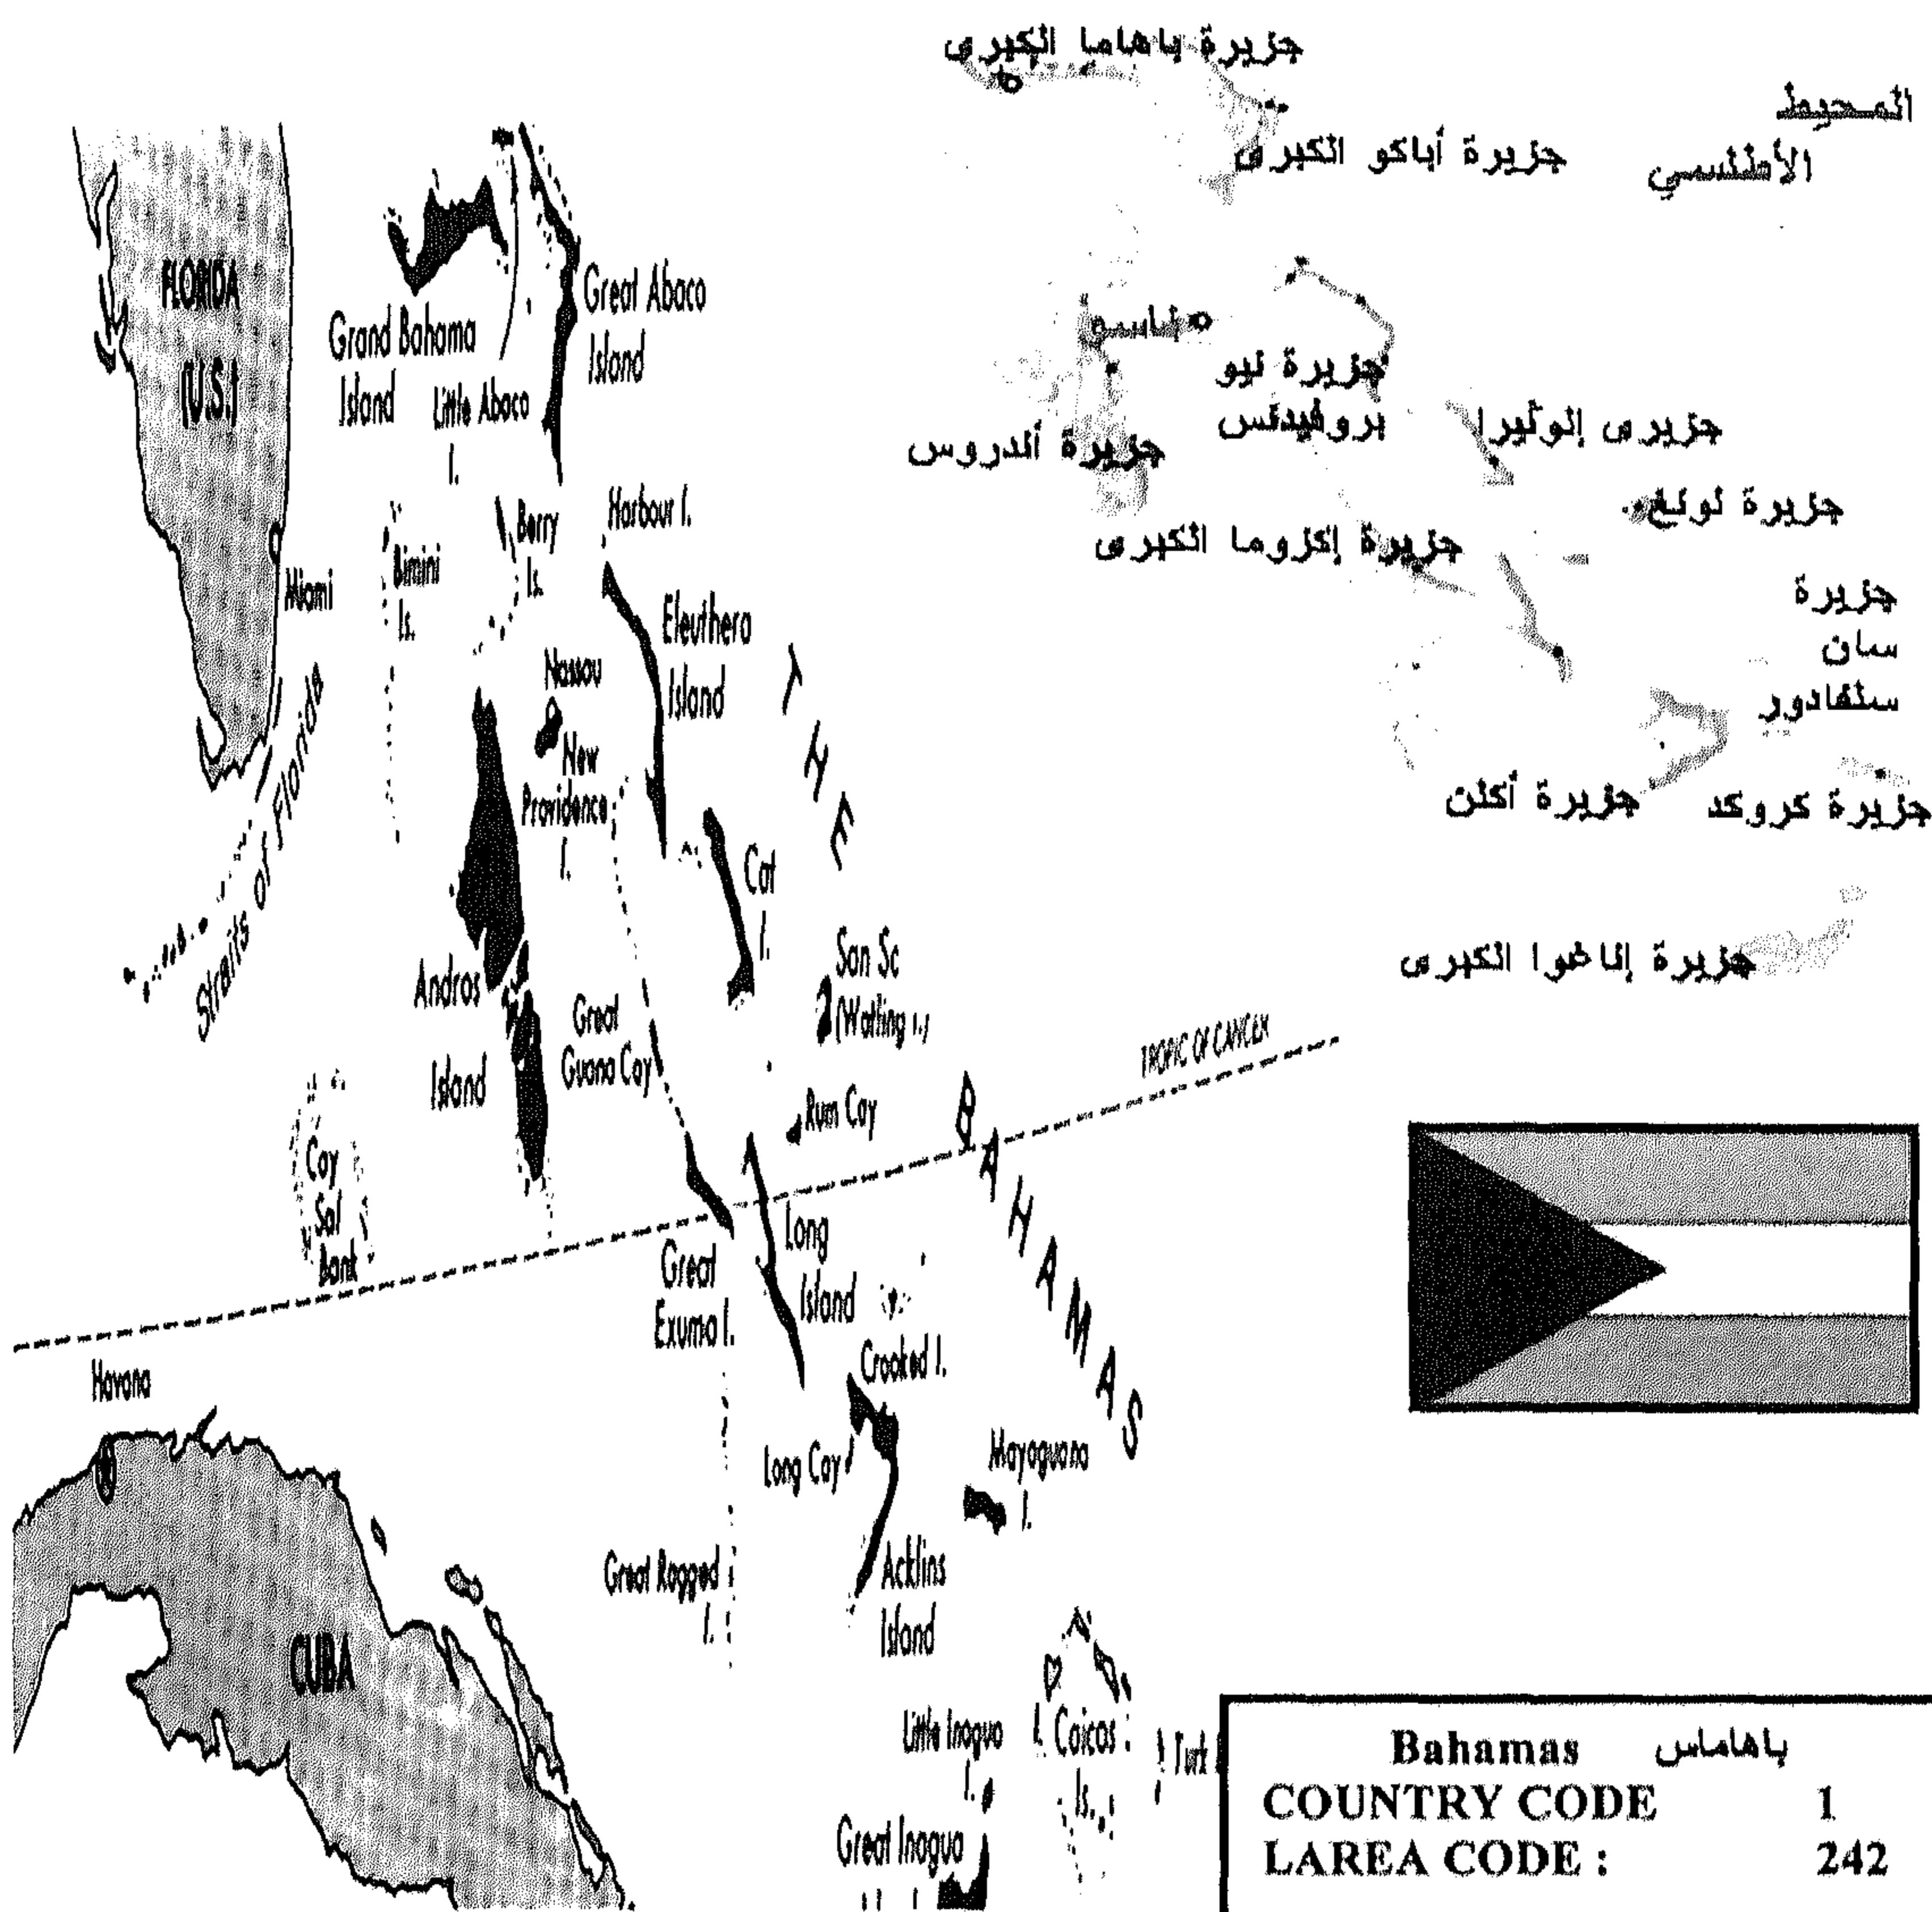 جزيرة باهاما الكبرى
المحيط
الأطلسي
جزيرة أباكو الكبرى
ناسو
جزيرة نيو
بروفيدنس
جزيرى إلوثيرا
جزيرة أندروس
جزيرة لونغ
جزيرة إكزوما الكبرى
جزيرة
سان
سلفادور
جزيرة أكلن
جزيرة كروكد
جزيرة إناغوا الكبرى
FLORIDA
(U.S.)
Grand Bahama
Island
Great Abaco
Island
Little Abaco
I.
Berry
Is.
Harbour I.
Bimini
Is.
Miami
Eleuthera
Island
Nassau
New
Providence
I.
Straits of Florida
THE
Cat
I.
Andros
Island
San Sc
(Watling I.)
Great
Guana Cay
TROPIC OF CANCER
Rum Cay
BAHAMAS
Cay
Sal
Bank
Great
Exuma I.
Long
Island
Crooked I.
Havana
Long Cay
Mayaguana
I.
Great Ragged
I.
Acklins
Island
CUBA
Little Inagua
I.
Caicos
Is.
Turk
Great Inagua
Bahamas باهاماس
COUNTRY CODE 1
LAREA CODE : 242